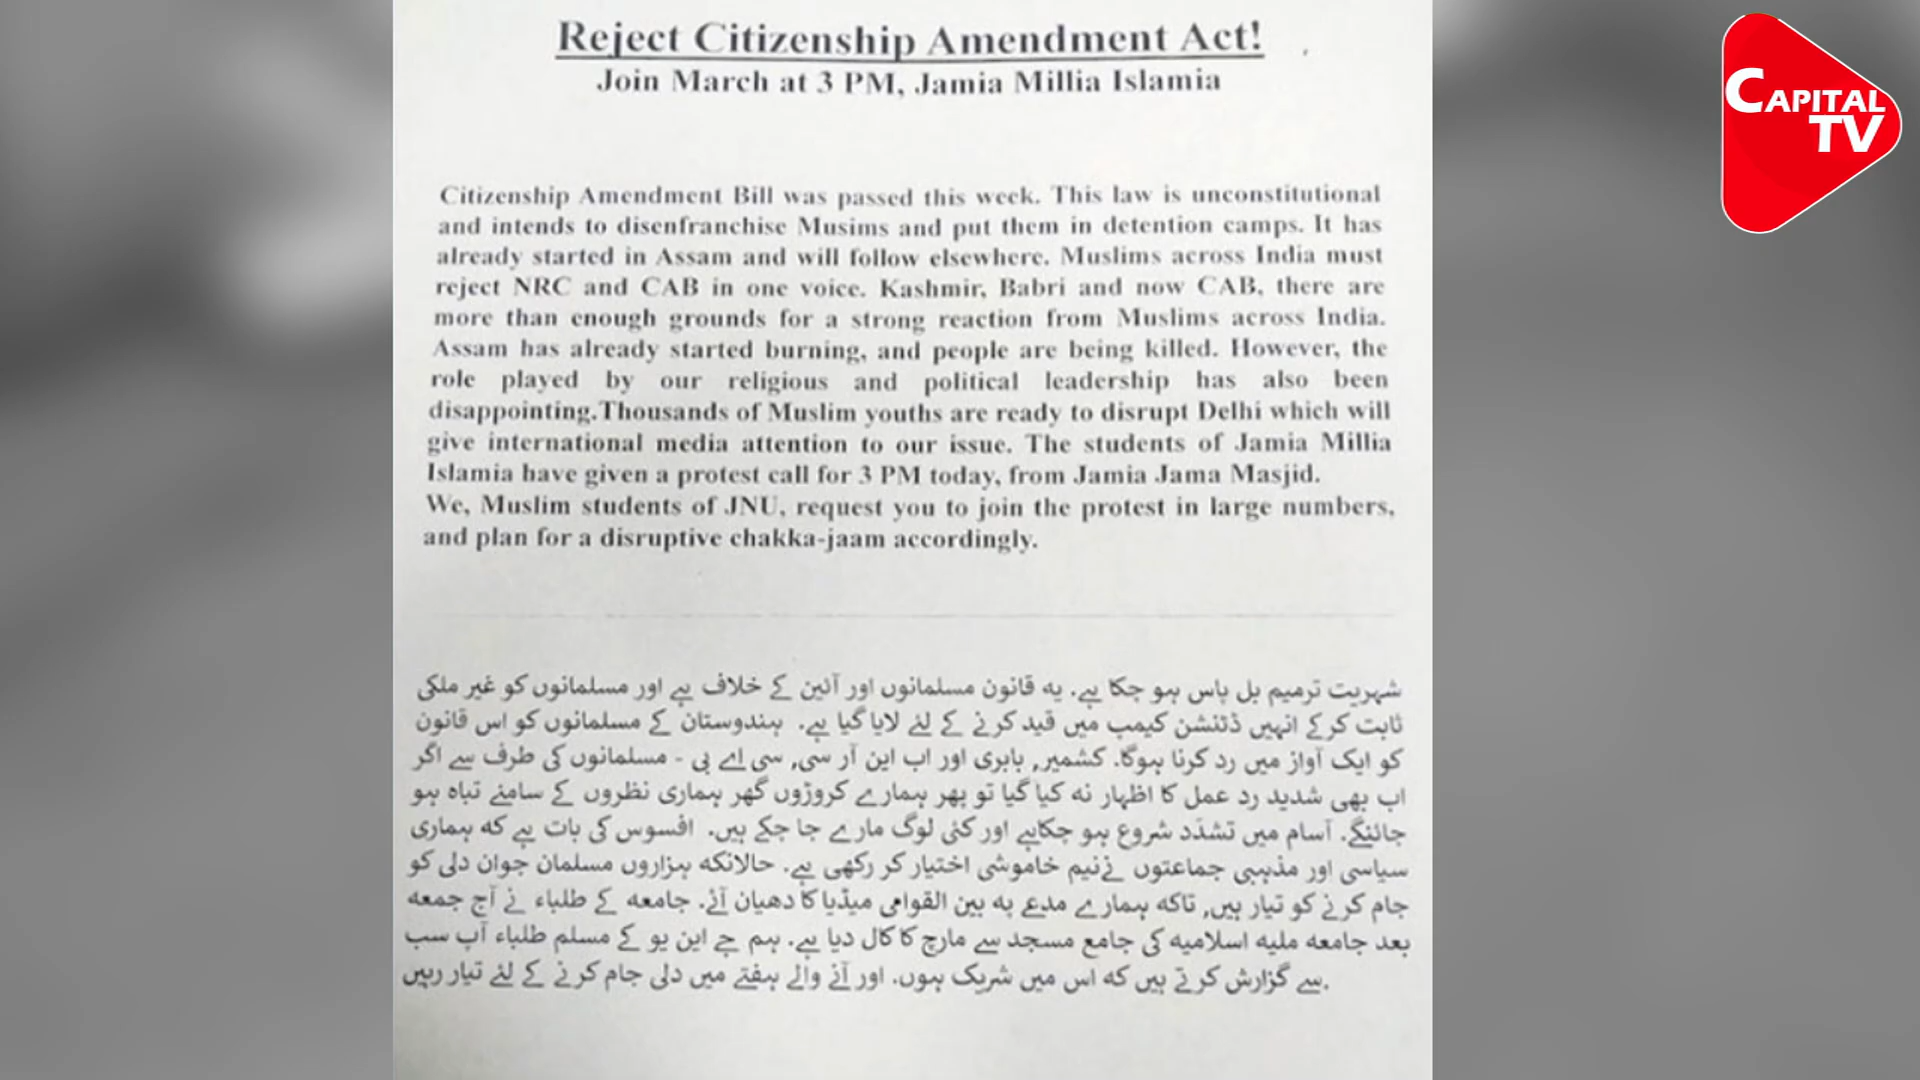 Reject Citizenship Amendment Act!
Join March at 3 PM, Jamia Millia Islamia
CAPITAL
TV
Citizenship Amendment Bill was passed this week. This law is unconstitutional
and intends to disenfranchise Musims and put them in detention camps. It has
already started in Assam and will follow elsewhere. Muslims across India must
reject NRC and CAB in one voice. Kashmir, Babri and now CAB, there are
more than enough grounds for a strong reaction from Muslims across India.
Assam has already started burning, and people are being killed. However, the
role played by our religious and political leadership has also been
disappointing.Thousands of Muslim youths are ready to disrupt Delhi which will
give international media attention to our issue. The students of Jamia Millia
Islamia have given a protest call for 3 PM today, from Jamia Jama Masjid.
We, Muslim students of JNU, request you to join the protest in large numbers,
and plan for a disruptive chakka-jaam accordingly.
شہریت ترمیم بل پاس ہو چکا ہے. یہ قانون مسلمانوں اور آئین کے خلاف ہے اور مسلمانوں کو غیر ملکی
ثابت کرکے انہیں ڈٹنشن کیمپ میں قید کرنے کے لئے لایا گیا ہے. ہندوستان کے مسلمانوں کو اس قانون
کو ایک آواز میں رد کرنا ہوگا. کشمیر, بابری اور اب این آر سی, سی اے بی - مسلمانوں کی طرف سے اگر
اب بھی شدید رد عمل کا اظہار نہ کیا گیا تو پھر ہمارے کروڑوں گھر ہماری نظروں کے سامنے تباہ ہو
جائنگے. آسام میں تشدّد شروع ہو چکاہے اور کئی لوگ مارے جا چکے ہیں. افسوس کی بات ہے کہ ہماری
سیاسی اور مذہبی جماعتوں نےنیم خاموشی اختیار کر رکھی ہے. حالانکہ ہزاروں مسلمان جوان دلی کو
جام کرنے کو تیار ہیں, تاکہ ہمارے مدعے پہ بین القوامی میڈیا کا دھیان آئے. جامعہ کے طلباء نے آج جمعہ
بعد جامعہ ملیہ اسلامیہ کی جامع مسجد سے مارچ کا کال دیا ہے. ہم جے این یو کے مسلم طلباء آپ سب
سے گزارش کرتے ہیں کہ اس میں شریک ہوں. اور آنے والے ہفتے میں دلی جام کرنے کے لئے تیار رہیں.